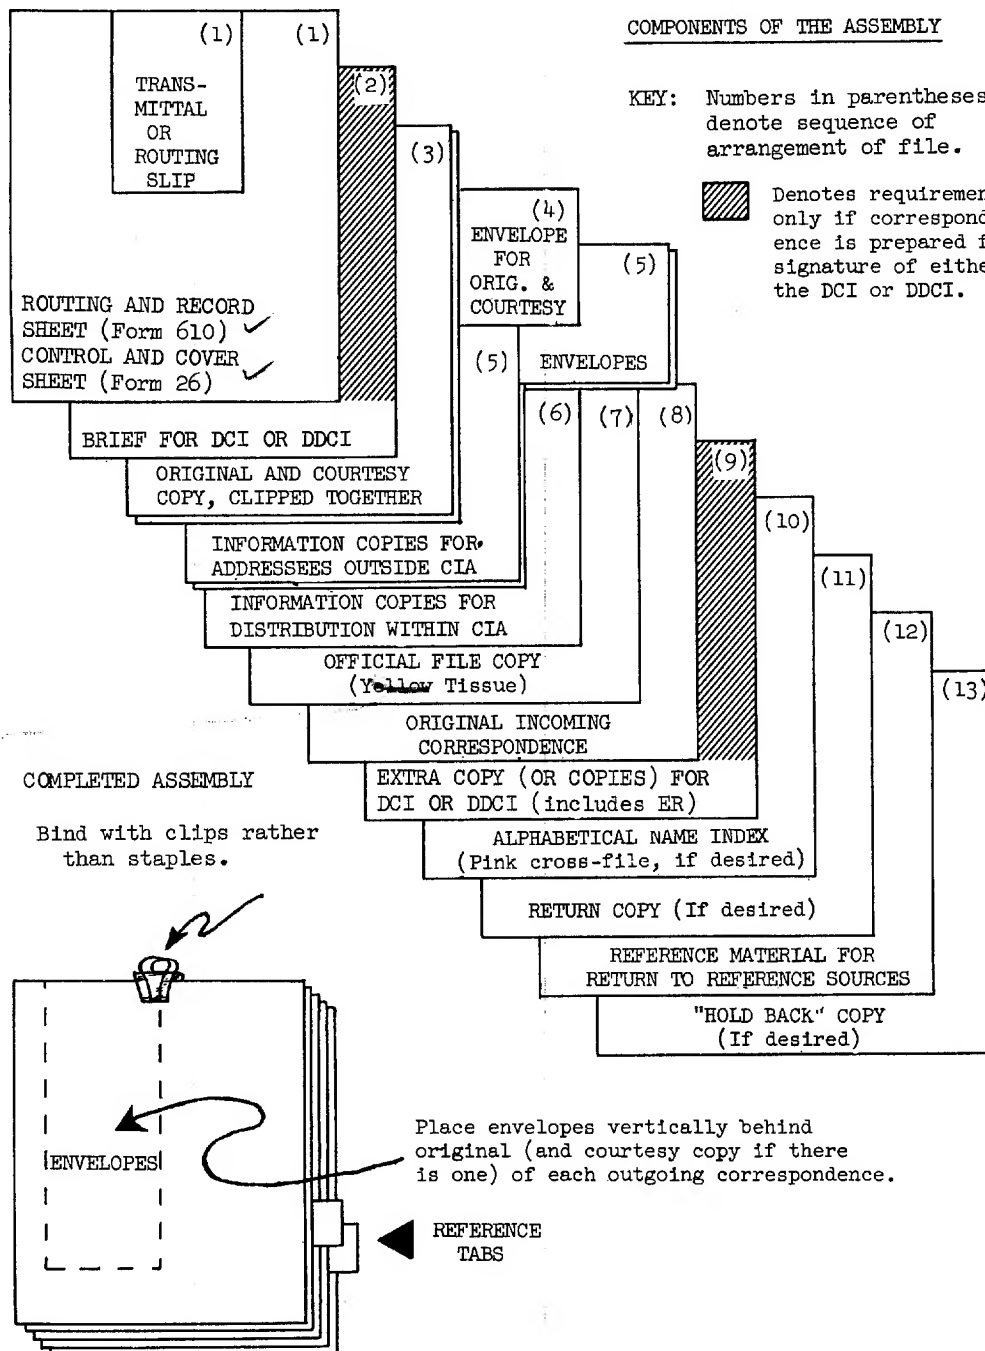 COMPONENTS OF THE ASSEMBLY
KEY: Numbers in parentheses
denote sequence of
arrangement of file.
Denotes requiremen
only if correspond
ence is prepared f
signature of eithe
the DCI or DDCI.
(1) (1)
TRANS-
MITTAL
OR
ROUTING
SLIP
ROUTING AND RECORD
SHEET (Form 610)
CONTROL AND COVER
SHEET (Form 26)
(2)
BRIEF FOR DCI OR DDCI
(3)
ORIGINAL AND COURTESY
COPY, CLIPPED TOGETHER
(4)
ENVELOPE
FOR
ORIG. &
COURTESY
(5)
ENVELOPES
(5)
INFORMATION COPIES FOR
ADDRESSEES OUTSIDE CIA
(6)
INFORMATION COPIES FOR
DISTRIBUTION WITHIN CIA
(7)
OFFICIAL FILE COPY
(Yellow Tissue)
(8)
ORIGINAL INCOMING
CORRESPONDENCE
(9)
EXTRA COPY (OR COPIES) FOR
DCI OR DDCI (includes ER)
(10)
ALPHABETICAL NAME INDEX
(Pink cross-file, if desired)
(11)
RETURN COPY (If desired)
(12)
REFERENCE MATERIAL FOR
RETURN TO REFERENCE SOURCES
(13)
"HOLD BACK" COPY
(If desired)
COMPLETED ASSEMBLY
Bind with clips rather
than staples.
ENVELOPES
Place envelopes vertically behind
original (and courtesy copy if there
is one) of each outgoing correspondence.
REFERENCE
TABS